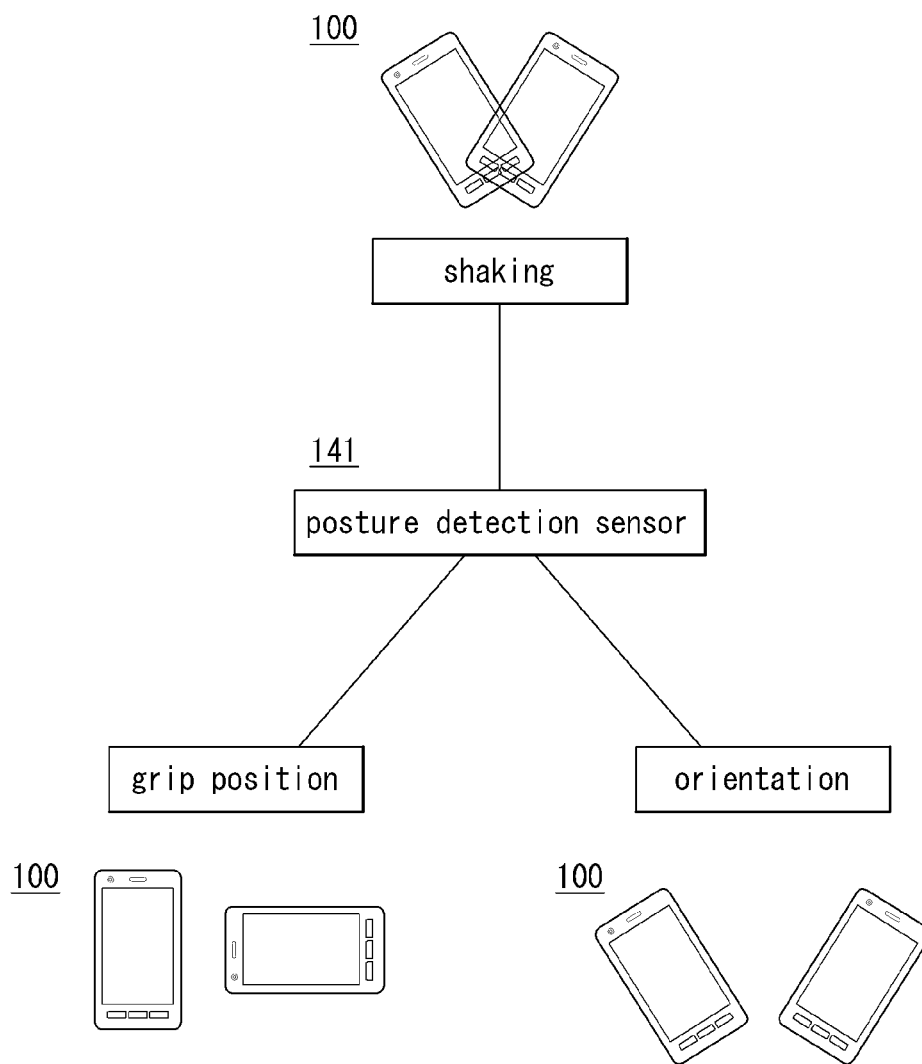 100
shaking
141
posture detection sensor
grip position
orientation
100
100